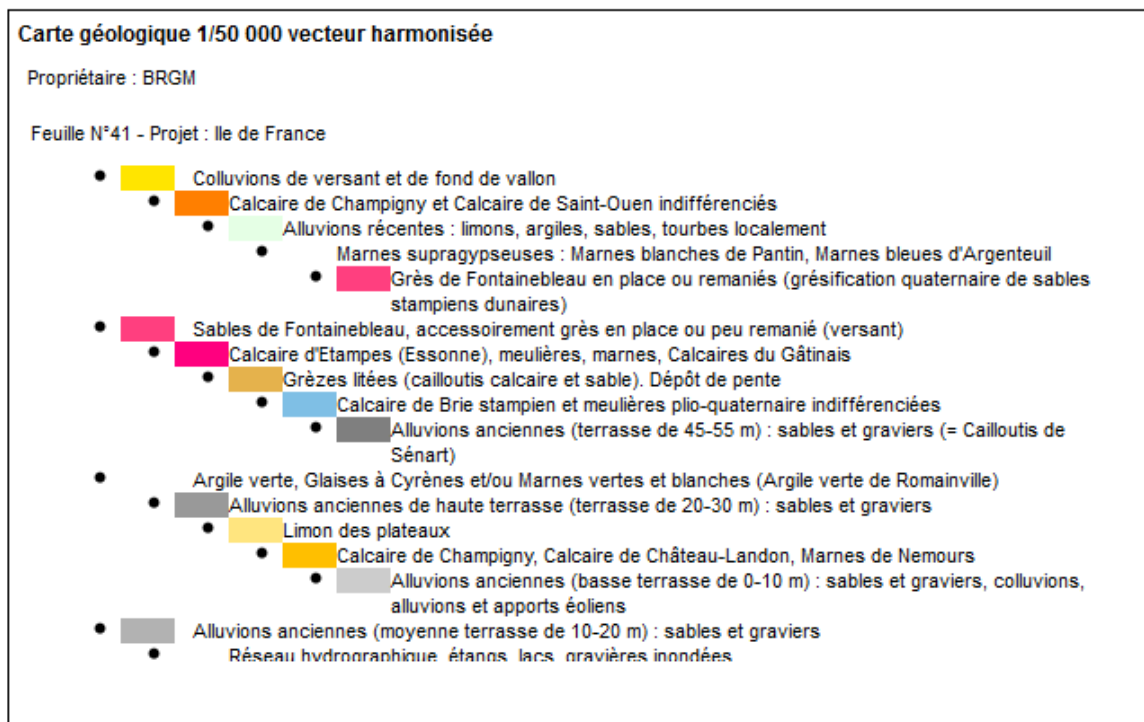 Carte géologique 1/50 000 vecteur harmonisée
Propriétaire : BRGM
Feuille N°41 - Projet : Ile de France
Colluvions de versant et de fond de vallon
Calcaire de Champigny et Calcaire de Saint-Ouen indifférenciés
Alluvions récentes : limons, argiles, sables, tourbes localement
Marnes supragypseuses : Marnes blanches de Pantin, Marnes bleues d'Argenteuil
Grès de Fontainebleau en place ou remaniés (grésification quaternaire de sables
stampiens dunaires)
Sables de Fontainebleau, accessoirement grès en place ou peu remanié (versant)
Calcaire d'Etampes (Essonne), meulières, marnes, Calcaires du Gâtinais
Grèzes litées (cailloutis calcaire et sable). Dépôt de pente
Calcaire de Brie stampien et meulières plio-quaternaire indifférenciées
Alluvions anciennes (terrasse de 45-55 m) : sables et graviers (= Cailloutis de
Sénart)
Argile verte, Glaises à Cyrènes et/ou Marnes vertes et blanches (Argile verte de Romainville)
Alluvions anciennes de haute terrasse (terrasse de 20-30 m) : sables et graviers
Limon des plateaux
Calcaire de Champigny, Calcaire de Château-Landon, Marnes de Nemours
Alluvions anciennes (basse terrasse de 0-10 m) : sables et graviers, colluvions,
alluvions et apports éoliens
Alluvions anciennes (moyenne terrasse de 10-20 m) : sables et graviers
Réseau hydrographique, étangs, lacs, gravières inondées